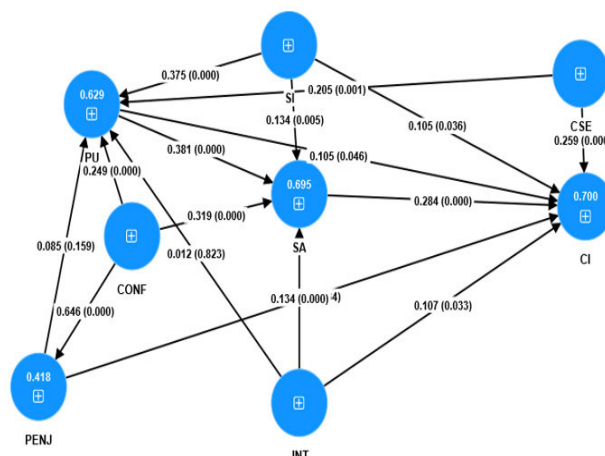 0.375 (0.000)
0.629
0.205 (0.001)
SI
CSE
PU
0.134 (0.005)
0.259
0.249 (0.000)
0.381 (0.000)
0.105 (0.046)
0.105 (0.036)
0.695
0.700
0.284 (0.000)
0.319 (0.000)
SA
CI
0.085 (0.159)
0.012 (0.823)
CONF
0.134 (0.000)
0.107 (0.033)
0.646 (0.000)
0.418
PENJ
INT